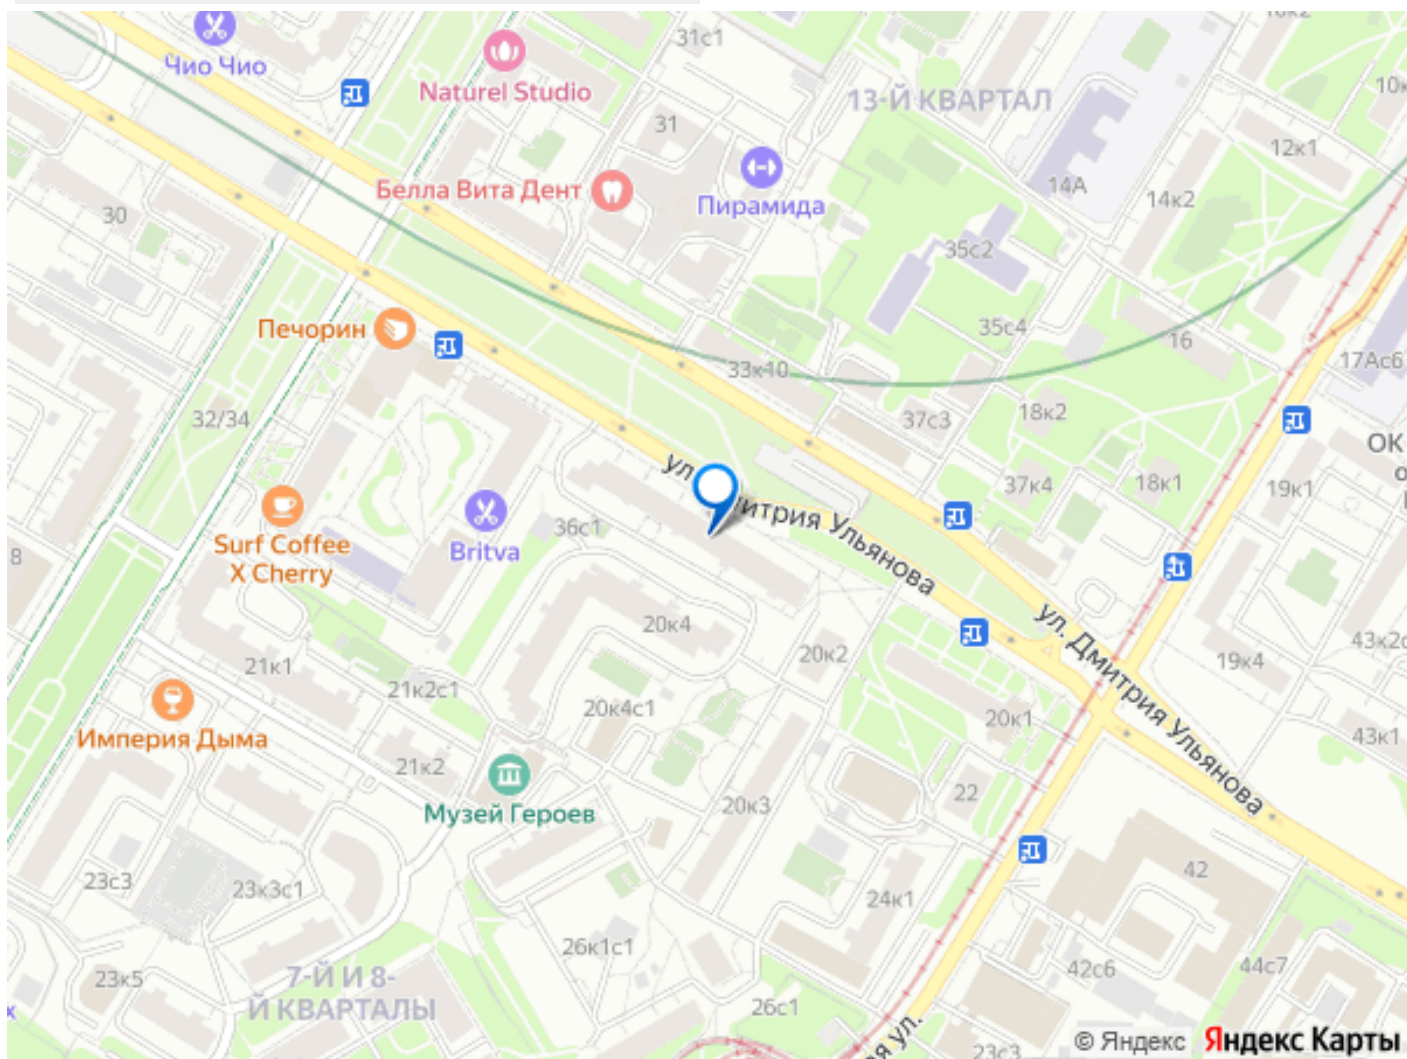 10к2
31с1
Чио Чио
Naturel Studio
13-Й КВАРТАЛ
31
12к1
Белла Вита Дент
14А
14к2
Пирамида
30
35с2
Печорин
35с4
16
17Ас6
33к10
32/34
37с3
18к2
ОК
ул. Дмитрия Ульянова
37к4
18к1
19к1
36с1
Surf Coffee
X Cherry
Britva
8
20к4
20к2
ул. Дмитрия Ульянова
19к4
21к1
21к2с1
20к4с1
20к1
Империя Дыма
43к1
21к2
Музей Героев
20к3
22
42
23с3
23к3с1
24к1
26к1с1
23к5
7-Й И 8-
Й КВАРТАЛЫ
42с6
44с7
26с1
ая ул.
23с3
© Яндекс Яндекс Карты